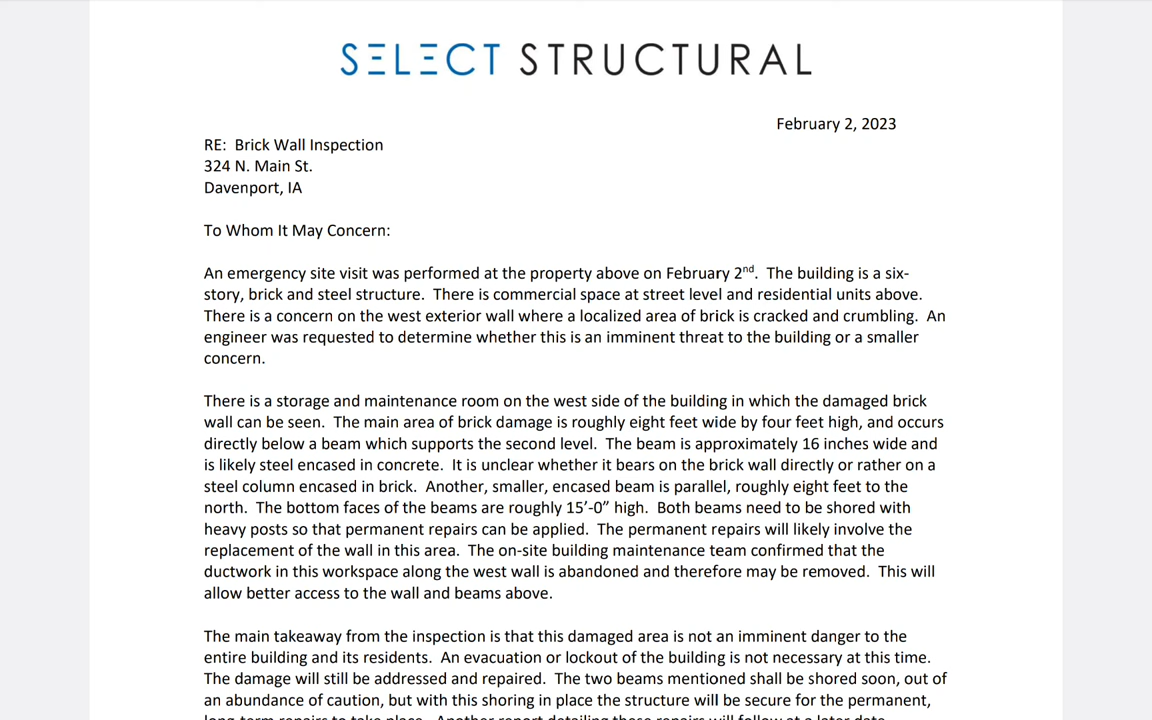 SELECT STRUCTURAL
February 2, 2023
RE:  Brick Wall Inspection
324 N. Main St.
Davenport, IA
To Whom It May Concern:
An emergency site visit was performed at the property above on February 2nd.  The building is a six-
story, brick and steel structure.  There is commercial space at street level and residential units above.
There is a concern on the west exterior wall where a localized area of brick is cracked and crumbling.  An
engineer was requested to determine whether this is an imminent threat to the building or a smaller
concern.
There is a storage and maintenance room on the west side of the building in which the damaged brick
wall can be seen.  The main area of brick damage is roughly eight feet wide by four feet high, and occurs
directly below a beam which supports the second level.  The beam is approximately 16 inches wide and
is likely steel encased in concrete.  It is unclear whether it bears on the brick wall directly or rather on a
steel column encased in brick.  Another, smaller, encased beam is parallel, roughly eight feet to the
north.  The bottom faces of the beams are roughly 15’-0” high.  Both beams need to be shored with
heavy posts so that permanent repairs can be applied.  The permanent repairs will likely involve the
replacement of the wall in this area.  The on-site building maintenance team confirmed that the
ductwork in this workspace along the west wall is abandoned and therefore may be removed.  This will
allow better access to the wall and beams above.
The main takeaway from the inspection is that this damaged area is not an imminent danger to the
entire building and its residents.  An evacuation or lockout of the building is not necessary at this time.
The damage will still be addressed and repaired.  The two beams mentioned shall be shored soon, out of
an abundance of caution, but with this shoring in place the structure will be secure for the permanent,
long-term repairs to take place.  Another report detailing these repairs will follow at a later date.